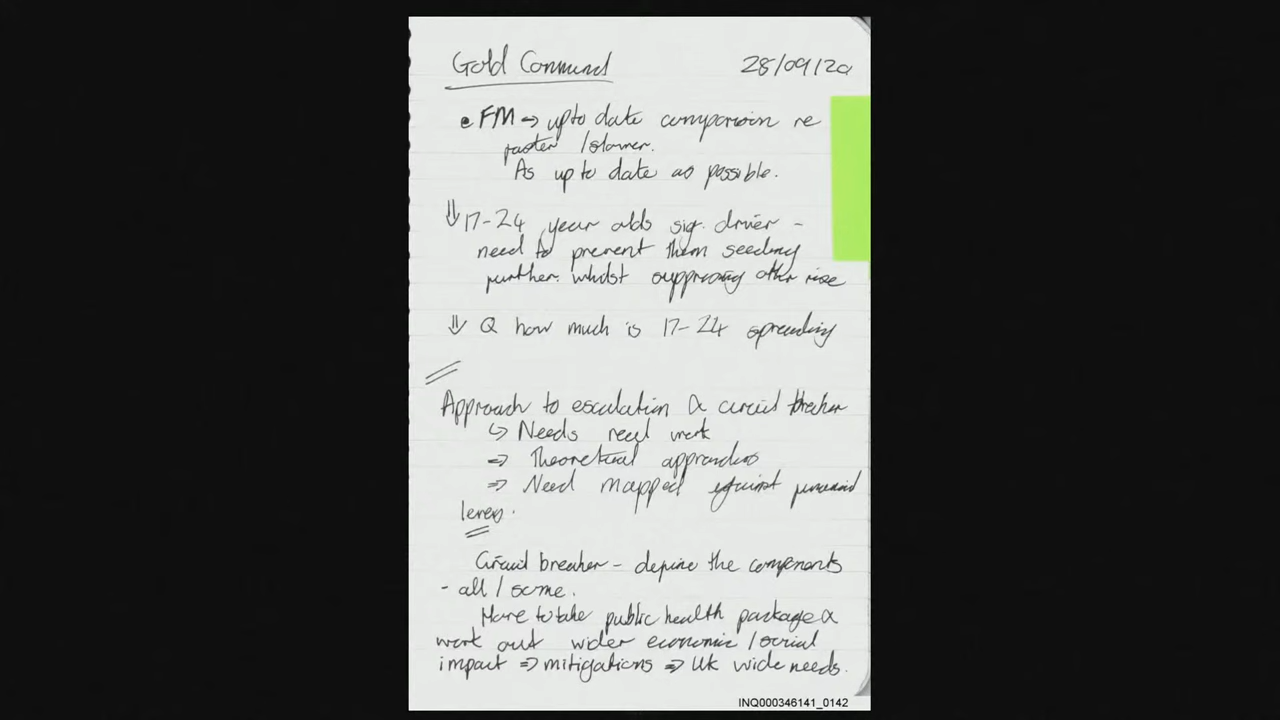 Gold Command 28/09/20
FM → up to date comparison re
faster / slower.
As up to date as possible.
⇓ 17-24 year olds sig. driver -
need to prevent them seeding
further. whilst suppressing other rise
⇓ Q how much is 17-24 spreading
Approach to escalation & circuit breaker
↳ Needs real work
⇒ Theoretical
⇒ Need mapped against
levers.
Circuit breaker - define the components
- all / some.
Have to take public health package &
work out wider economic / social
impact ⇒ mitigations ⇒ UK wide needs.
INQ000346141_0142